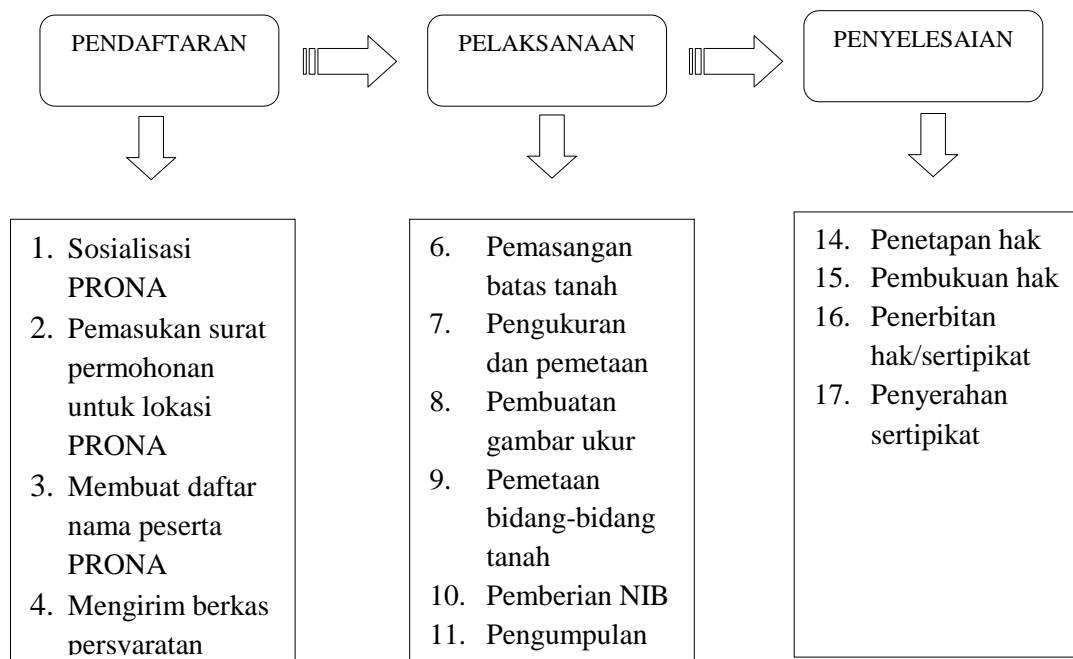 PENDAFTARAN
PELAKSANAAN
PENYELESAIAN
1. Sosialisasi
PRONA
2. Pemasukan surat
permohonan
untuk lokasi
PRONA
3. Membuat daftar
nama peserta
PRONA
4. Mengirim berkas
persyaratan
6. Pemasangan
batas tanah
7. Pengukuran
dan pemetaan
8. Pembuatan
gambar ukur
9. Pemetaan
bidang-bidang
tanah
10. Pemberian NIB
11. Pengumpulan
14. Penetapan hak
15. Pembukuan hak
16. Penerbitan
hak/sertipikat
17. Penyerahan
sertipikat